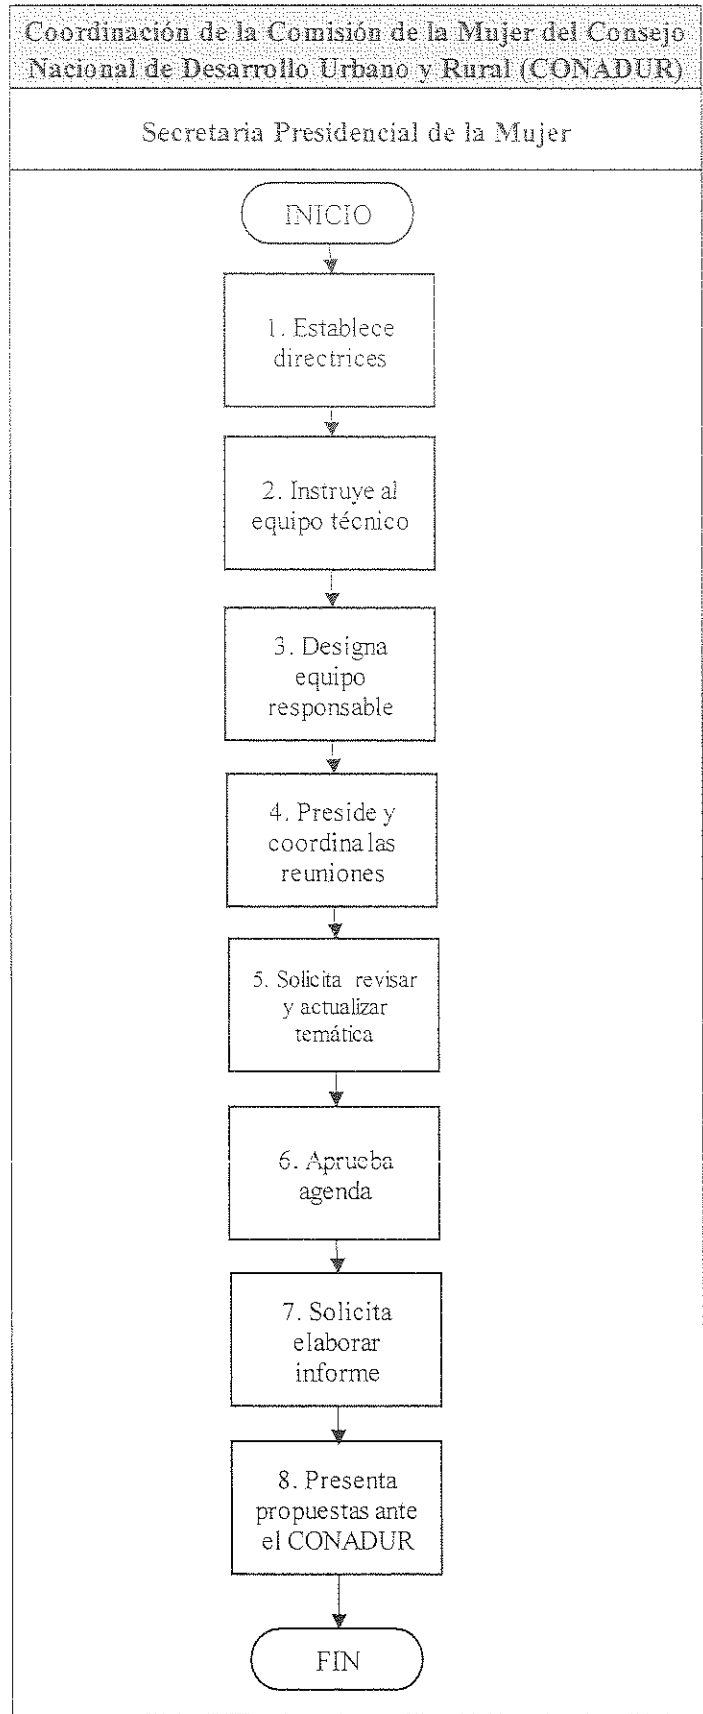 Coordinación de la Comisión de la Mujer del Consejo
Nacional de Desarrollo Urbano y Rural (CONADUR)
Secretaria Presidencial de la Mujer
INICIO
1. Establece
directrices
2. Instruye al
equipo técnico
3. Designa
equipo
responsable
4. Preside y
coordina las
reuniones
5. Solicita revisar
y actualizar
temática
6. Aprueba
agenda
7. Solicita
elaborar
informe
8. Presenta
propuestas ante
el CONADUR
FIN